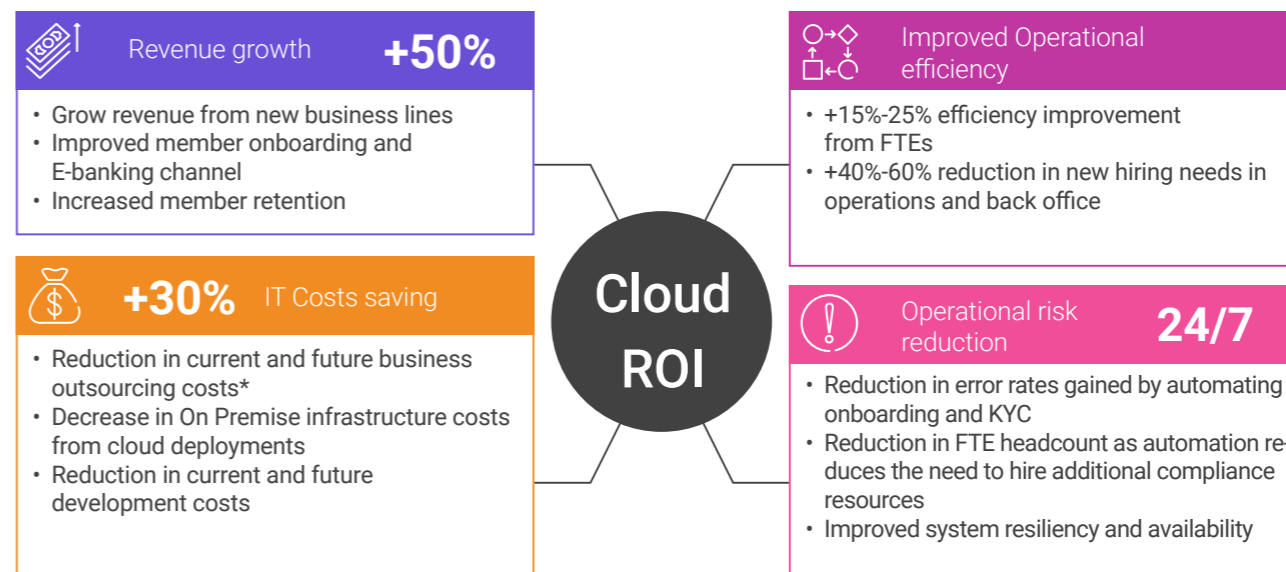 Revenue growth +50%
• Grow revenue from new business lines
• Improved member onboarding and
E-banking channel
• Increased member retention
+30% IT Costs saving
• Reduction in current and future business
outsourcing costs*
• Decrease in On Premise infrastructure costs
from cloud deployments
• Reduction in current and future
development costs
Cloud
ROI
Improved Operational
efficiency
• +15%-25% efficiency improvement
from FTEs
• +40%-60% reduction in new hiring needs in
operations and back office
Operational risk
reduction
24/7
• Reduction in error rates gained by automating
onboarding and KYC
• Reduction in FTE headcount as automation re-
duces the need to hire additional compliance
resources
• Improved system resiliency and availability